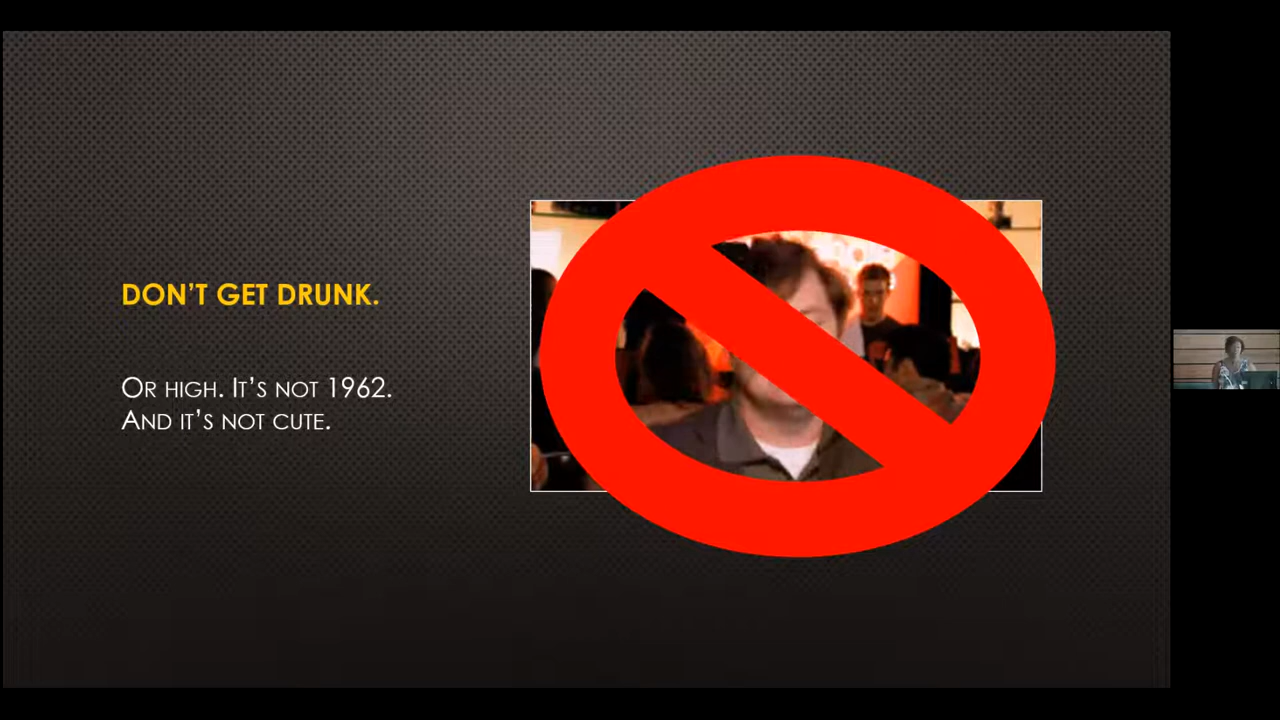 DON'T GET DRUNK.
OR HIGH. IT'S NOT 1962.
AND IT'S NOT CUTE.